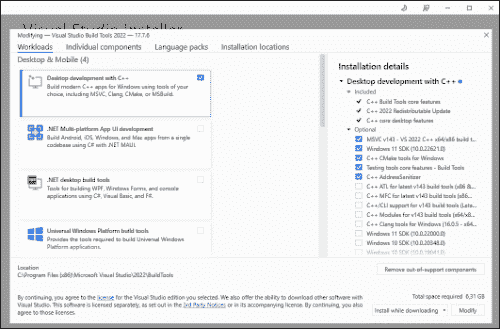 Visual Studio Installer
Modifying — Visual Studio Build Tools 2022 — 17.7.6
Workloads
Individual components
Language packs
Installation locations
Desktop & Mobile (4)
Desktop development with C++
Build modern C++ apps for Windows using tools of your
choice, including MSVC, Clang, CMake, or MSBuild.
.NET Multi-platform App UI development
Build Android, iOS, Windows, and Mac apps from a single
codebase using C# with .NET MAUI.
.NET desktop build tools
Tools for building WPF, Windows Forms, and console
applications using C#, Visual Basic, and F#.
Universal Windows Platform build tools
Provides the tools required to build Universal Windows
Platform applications.
Installation details
Desktop development with C++
Included
C++ Build Tools core features
C++ 2022 Redistributable Update
C++ core desktop features
Optional
MSVC v143 - VS 2022 C++ x64/x86 build t...
Windows 11 SDK (10.0.22621.0)
C++ CMake tools for Windows
Testing tools core features - Build Tools
C++ AddressSanitizer
C++ ATL for latest v143 build tools (x86 &...
C++ MFC for latest v143 build tools (x86...
C++/CLI support for v143 build tools (Late...
C++ Modules for v143 build tools (x64/x8...
C++ Clang tools for Windows (16.0.5 - x64...
Windows 11 SDK (10.0.22000.0)
Windows 10 SDK (10.0.20348.0)
Location
C:\Program Files (x86)\Microsoft Visual Studio\2022\BuildTools
Remove out-of-support components
By continuing, you agree to the license for the Visual Studio edition you selected. We also offer the ability to download other software with
Visual Studio. This software is licensed separately, as set out in the 3rd Party Notices or in its accompanying license. By continuing, you also
agree to those licenses.
Total space required 6.31 GB
Install while downloading
Modify